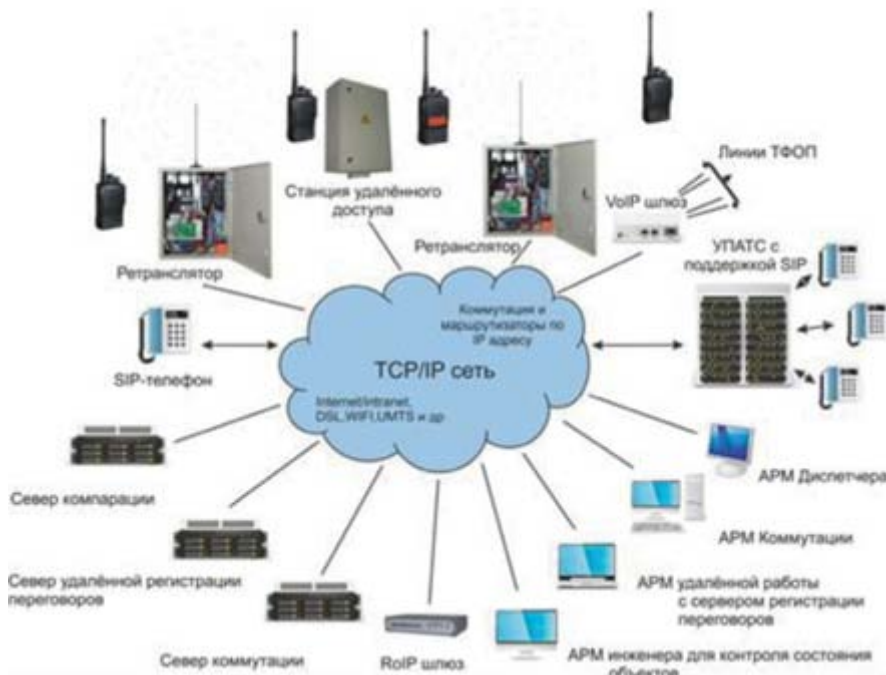 Линии ТФОП
VoIP шлюз
Станция удалённого
доступа
УПАТС с
поддержкой SIP
Ретранслятор
Ретранслятор
Коммутация и
маршрутизаторы по
IP адресу
TCP/IP сеть
SIP-телефон
Internet/Intranet,
DSL,WIFI,UMTS и др
АРМ Диспетчера
Север компарации
АРМ Коммутации
Север удалённой регистрации
переговоров
АРМ удалённой работы
с сервером регистрации
переговоров
Север коммутации
RoIP шлюз
АРМ инженера для контроля состояния
объектов